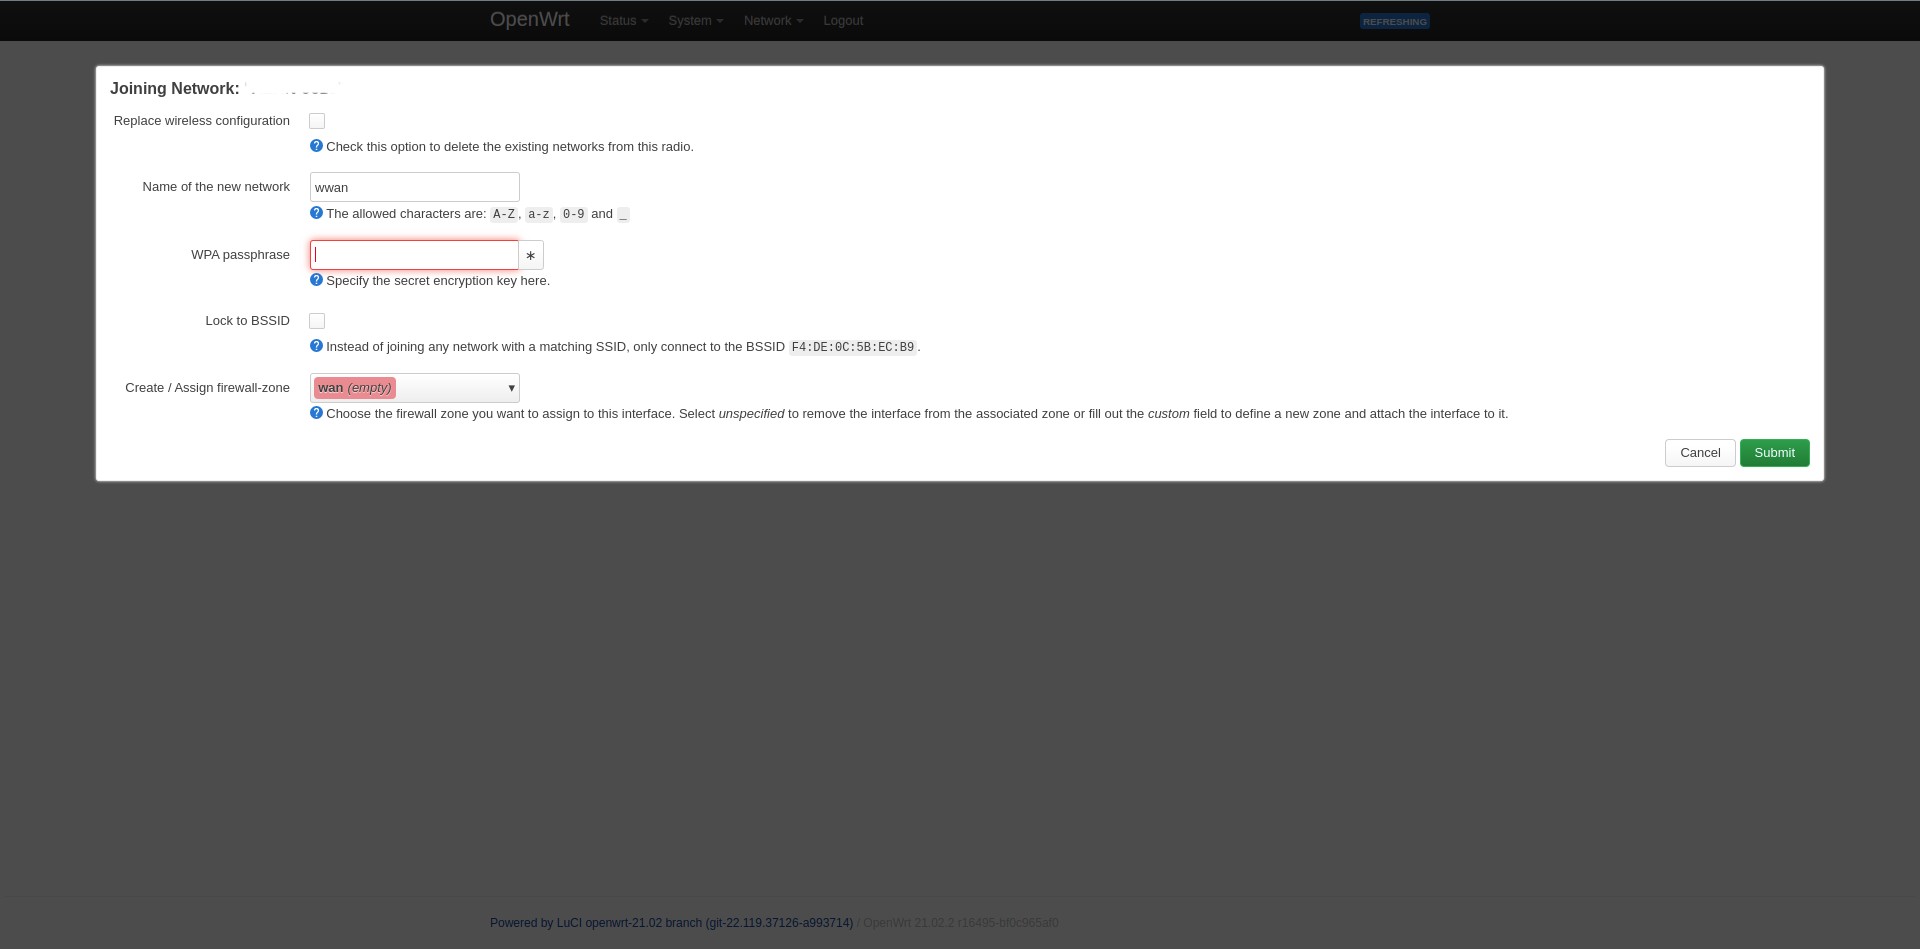 OpenWrt Status System Network Logout REFRESHING
Joining Network:
Replace wireless configuration
Check this option to delete the existing networks from this radio.
Name of the new network wwan
The allowed characters are: A-Z, a-z, 0-9 and _
WPA passphrase *
Specify the secret encryption key here.
Lock to BSSID
Instead of joining any network with a matching SSID, only connect to the BSSID F4:DE:0C:5B:EC:B9.
Create / Assign firewall-zone wan (empty)
Choose the firewall zone you want to assign to this interface. Select unspecified to remove the interface from the associated zone or fill out the custom field to define a new zone and attach the interface to it.
Cancel Submit
Powered by LuCI openwrt-21.02 branch (git-22.119.37126-a993714) / OpenWrt 21.02.2 r16495-bf0c965af0